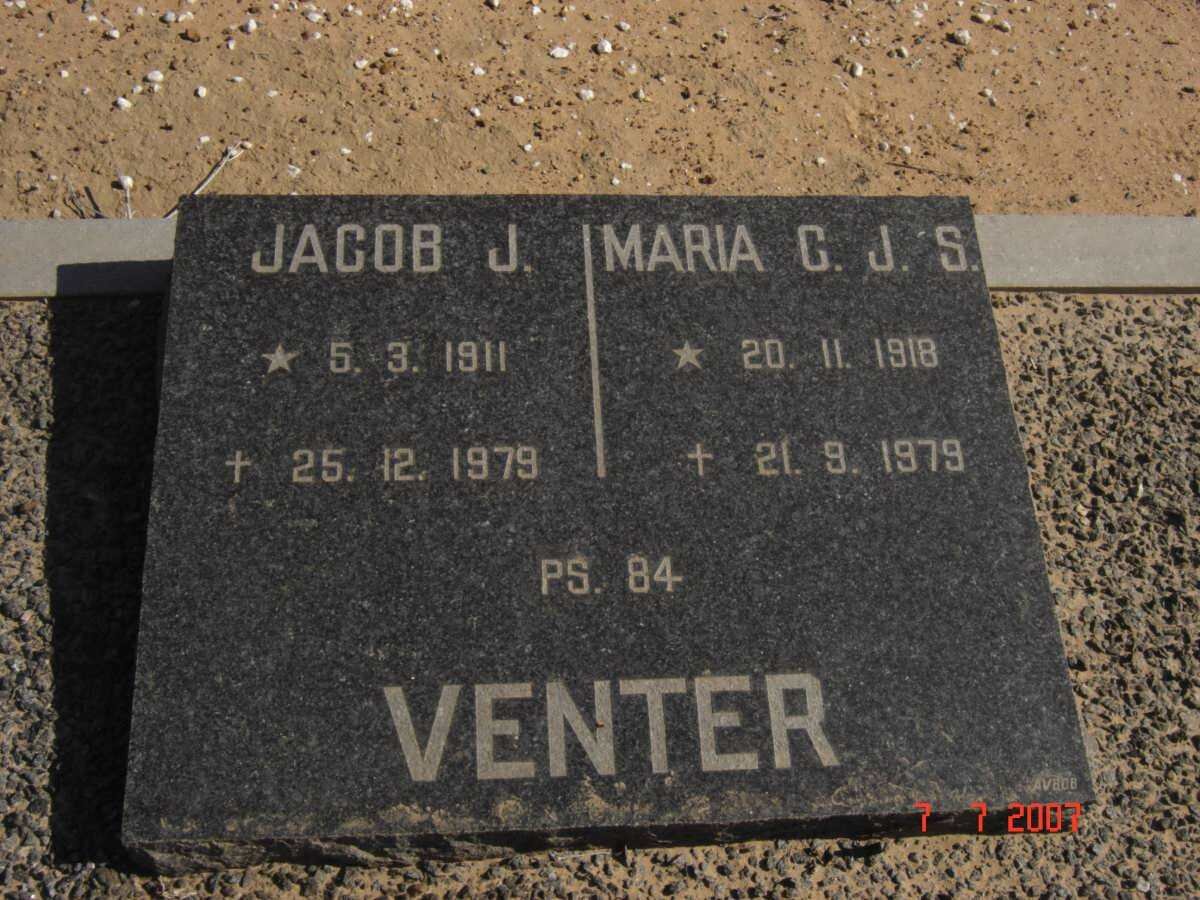 JACOB J.
★ 5. 3. 1911
✝ 25. 12. 1979
MARIA C. J. S.
★ 20. 11. 1918
✝ 21. 9. 1979
PS. 84
VENTER
AVBOB
7 7 2007